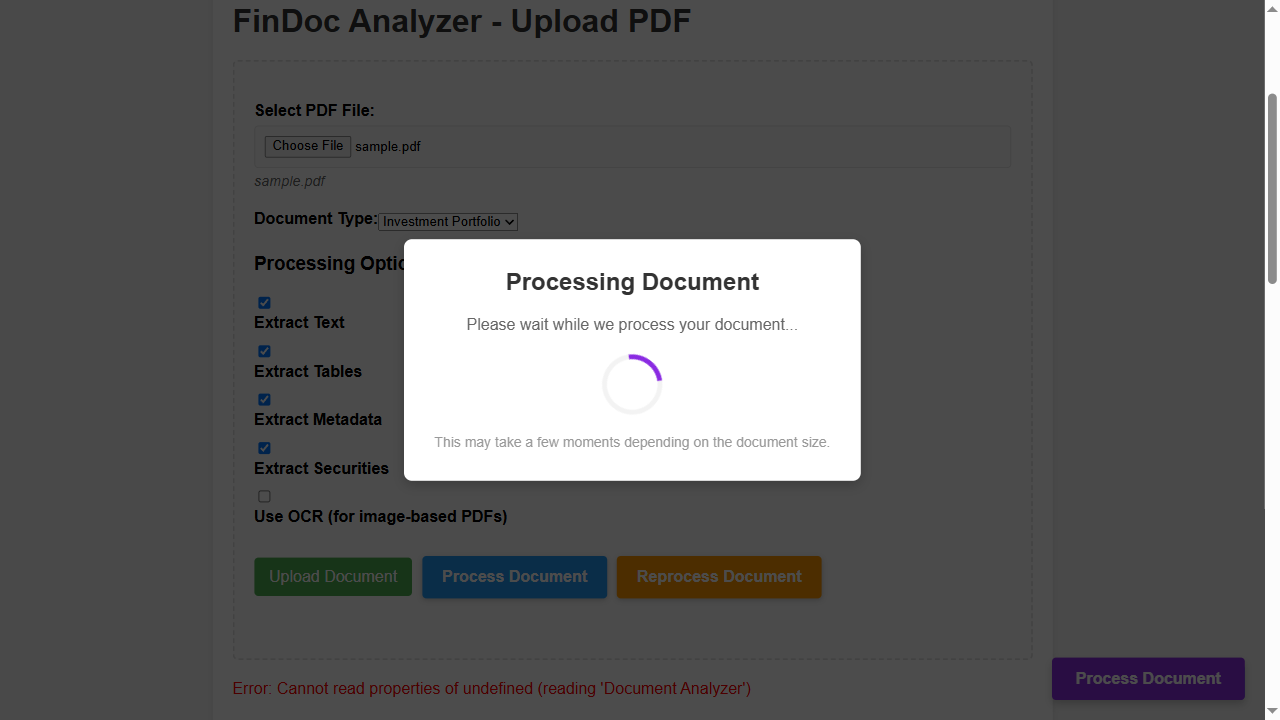 FinDoc Analyzer - Upload PDF
Select PDF File:
Choose File sample.pdf
sample.pdf
Document Type: Investment Portfolio
Processing Optio
Extract Text
Extract Tables
Extract Metadata
Extract Securities
Use OCR (for image-based PDFs)
Upload Document Process Document Reprocess Document
Error: Cannot read properties of undefined (reading 'Document Analyzer')
Process Document
Processing Document
Please wait while we process your document...
This may take a few moments depending on the document size.